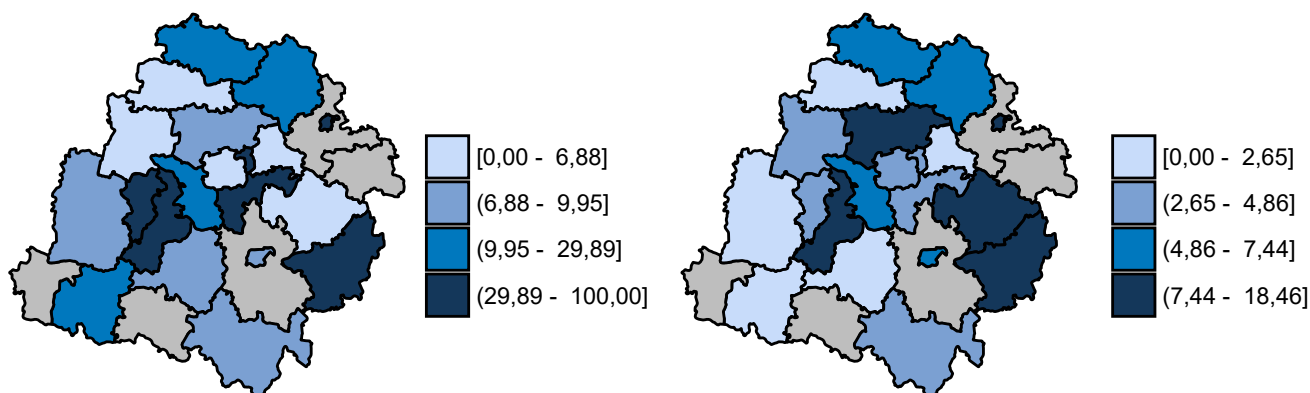 [0,00 - 6,88]
(6,88 - 9,95]
(9,95 - 29,89]
(29,89 - 100,00]
[0,00 - 2,65]
(2,65 - 4,86]
(4,86 - 7,44]
(7,44 - 18,46]